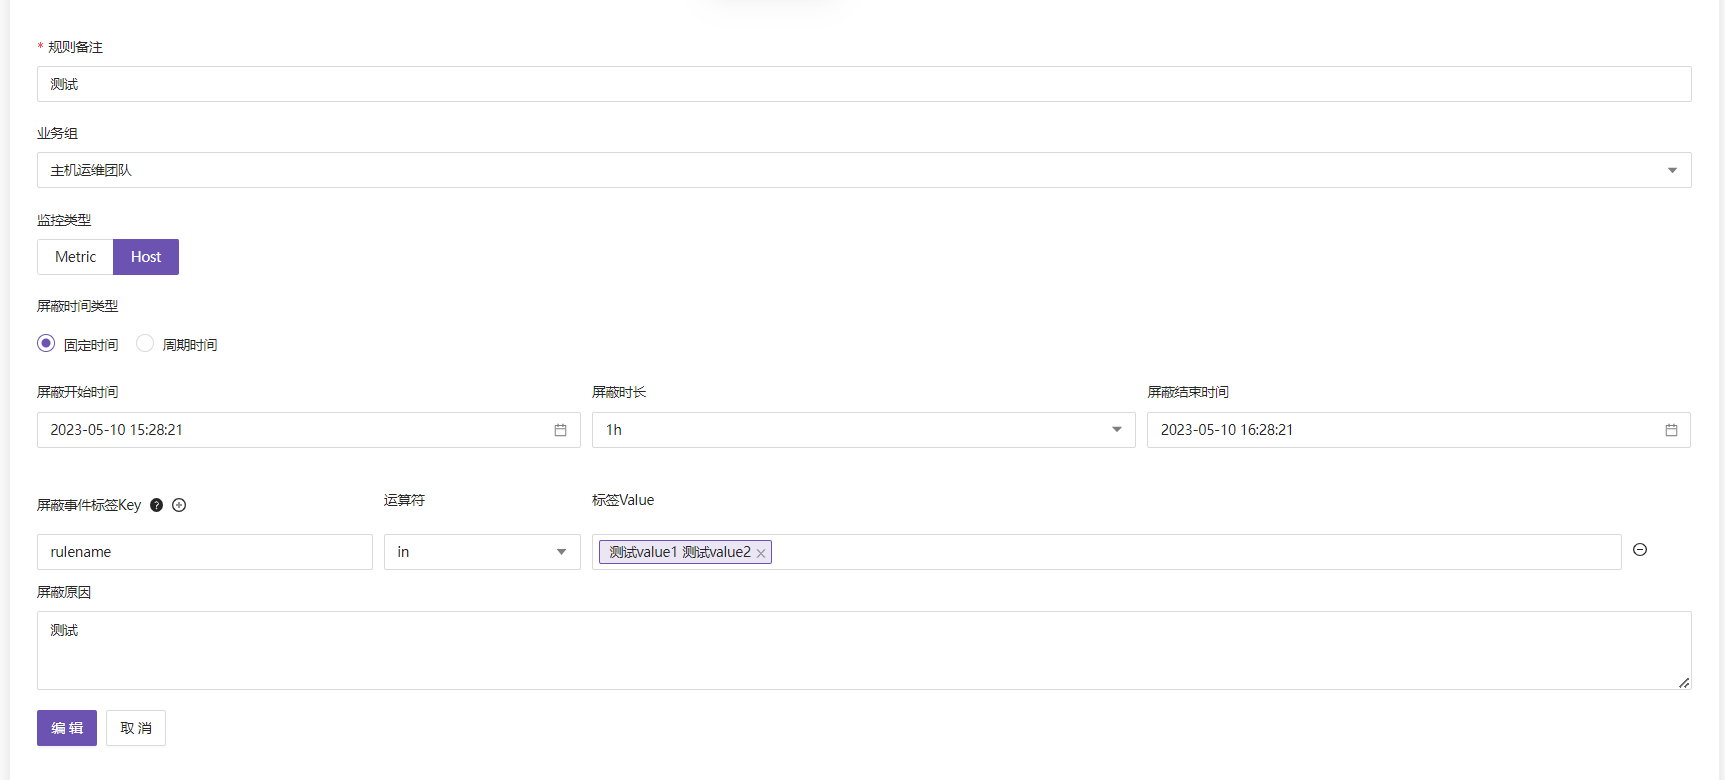 * 规则备注
测试
业务组
主机运维团队
监控类型
Metric Host
屏蔽时间类型
固定时间 周期时间
屏蔽开始时间 屏蔽时长 屏蔽结束时间
2023-05-10 15:28:21 1h 2023-05-10 16:28:21
屏蔽事件标签Key ? 运算符 标签Value
rulename in 测试value1 测试value2
屏蔽原因
测试
编 辑 取 消